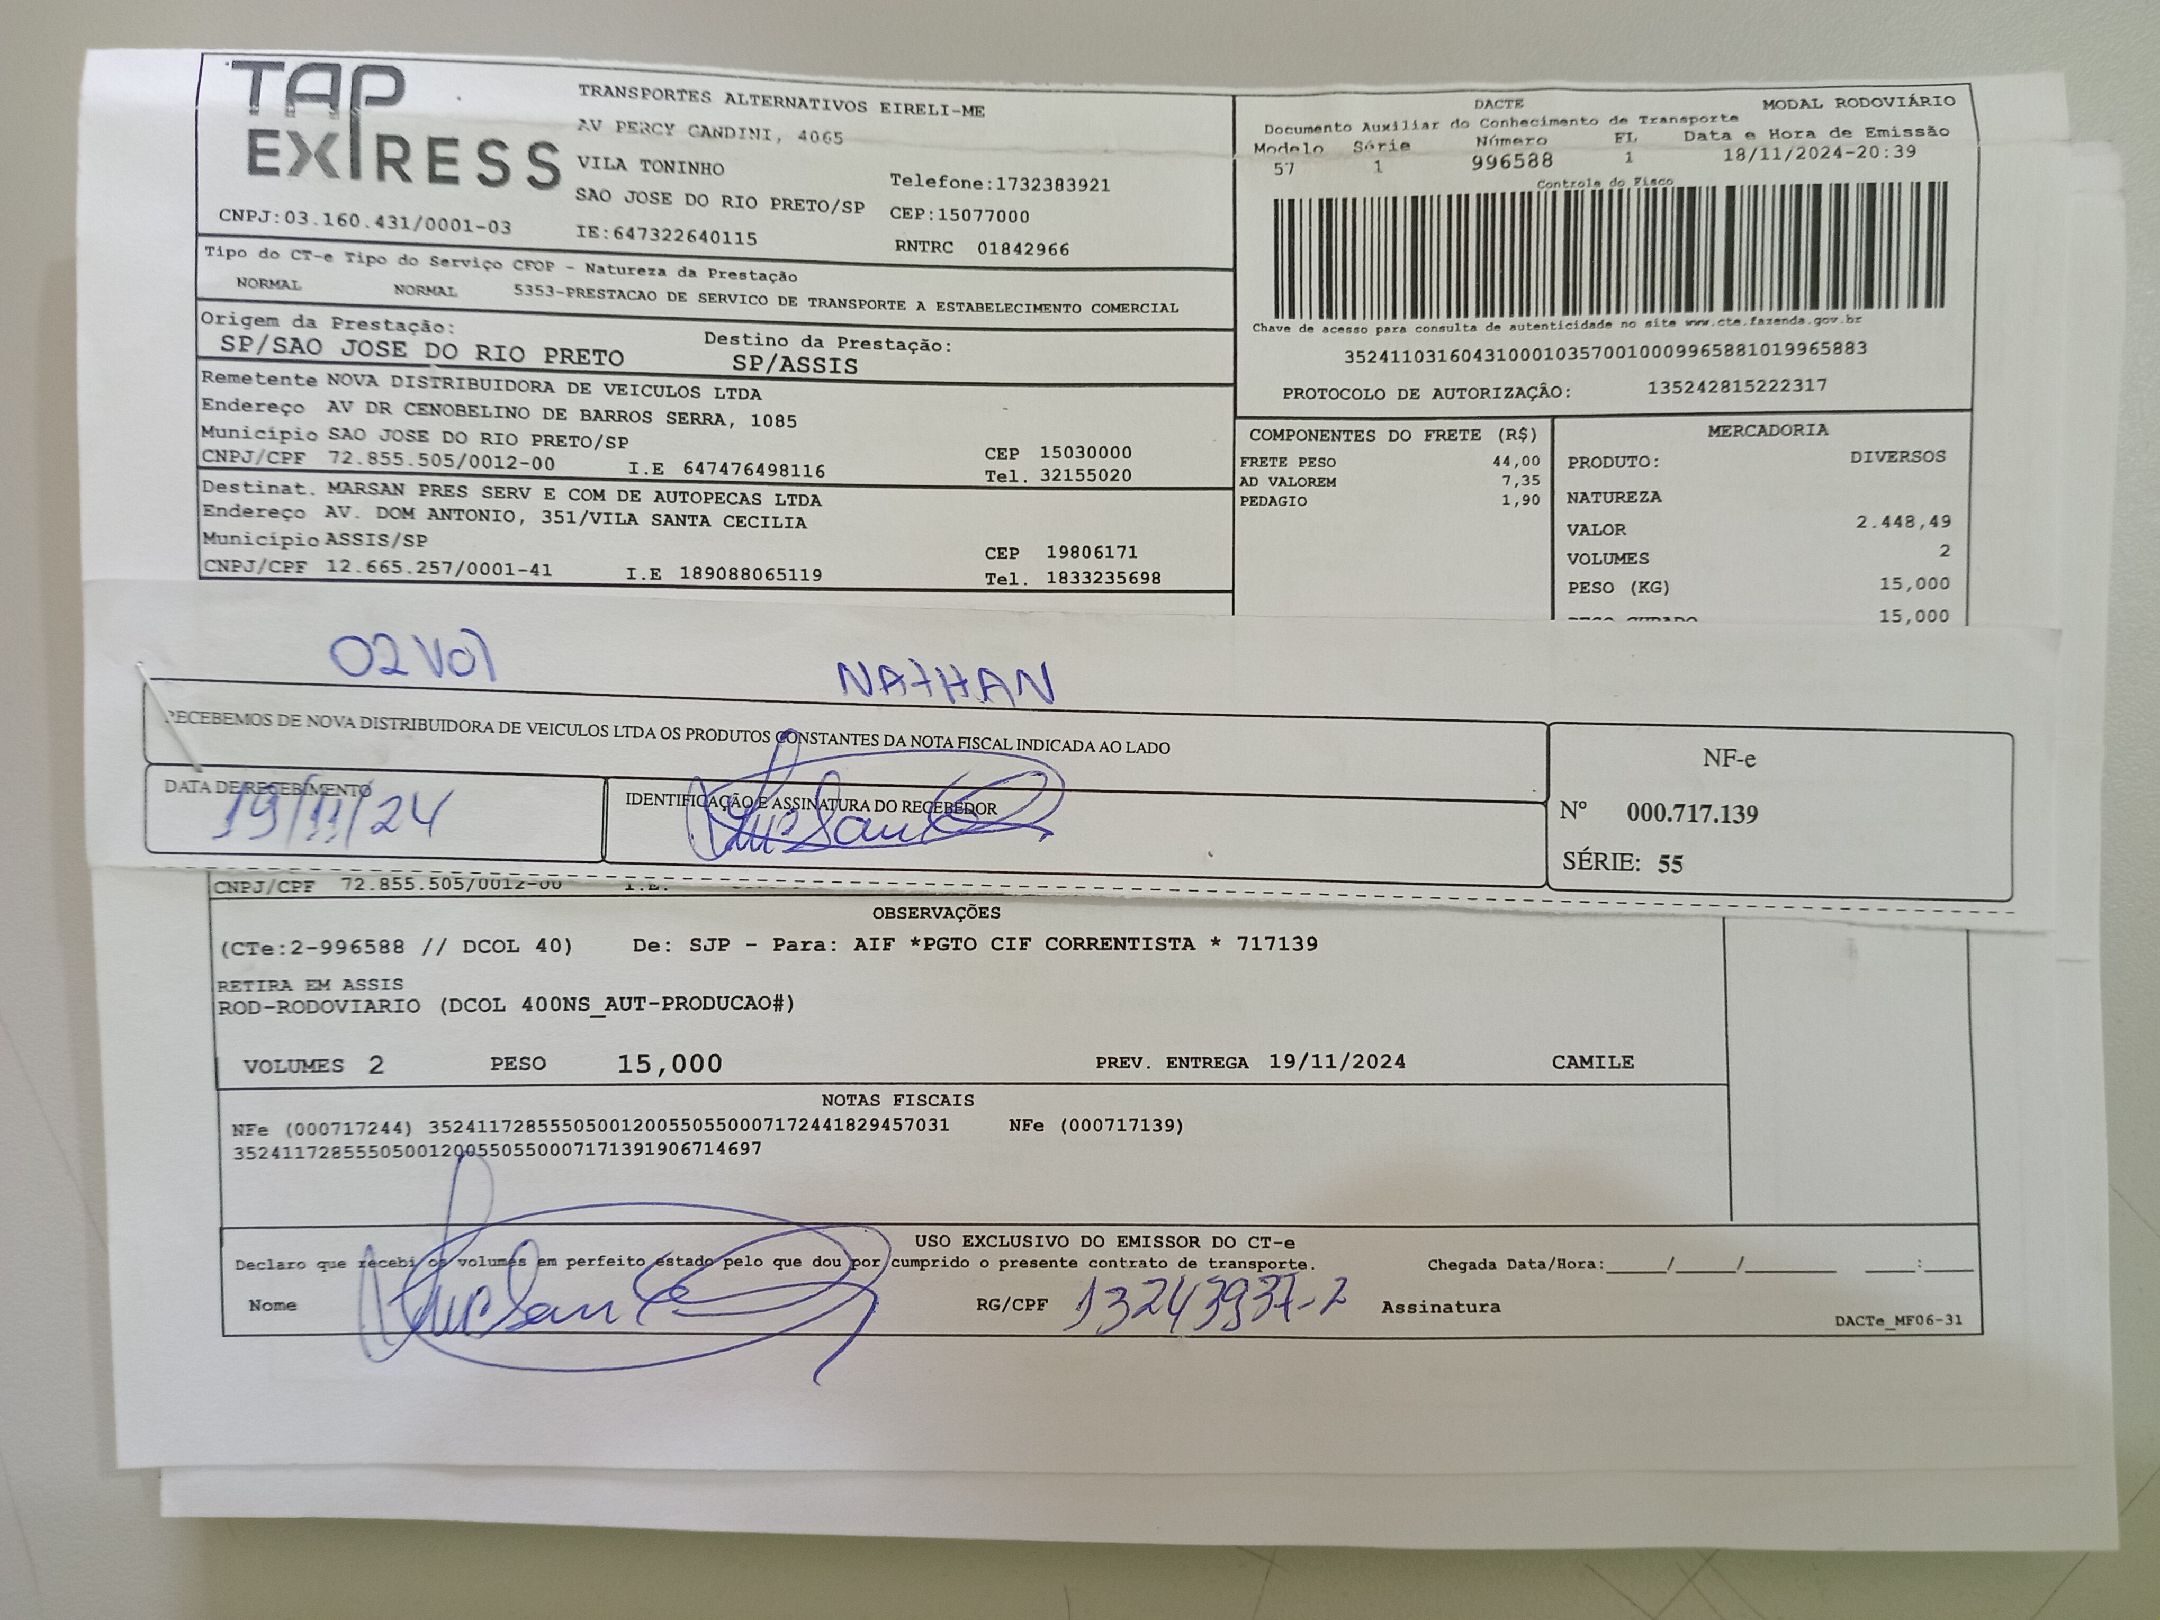 TAP EXPRESS
TRANSPORTES ALTERNATIVOS EIRELI-ME
AV PERCY GANDINI, 4065
VILA TONINHO
SAO JOSE DO RIO PRETO/SP
Telefone:1732383921
CEP:15077000
CNPJ:03.160.431/0001-03 IE:647322640115 RNTRC 01842966
DACTE MODAL RODOVIÁRIO
Documento Auxiliar do Conhecimento de Transporte
Modelo Série Número FL Data e Hora de Emissão
57 1 996588 1 18/11/2024-20:39
Controle do Fisco
Chave de acesso para consulta de autenticidade no site www.cte.fazenda.gov.br
35241103160431000103570010009965881019965883
PROTOCOLO DE AUTORIZAÇÃO: 135242815222317
Tipo do CT-e Tipo do Serviço CFOP - Natureza da Prestação
NORMAL NORMAL 5353-PRESTACAO DE SERVICO DE TRANSPORTE A ESTABELECIMENTO COMERCIAL
Origem da Prestação: Destino da Prestação:
SP/SAO JOSE DO RIO PRETO SP/ASSIS
Remetente NOVA DISTRIBUIDORA DE VEICULOS LTDA
Endereço AV DR CENOBELINO DE BARROS SERRA, 1085
Município SAO JOSE DO RIO PRETO/SP CEP 15030000
CNPJ/CPF 72.855.505/0012-00 I.E 647476498116 Tel. 32155020
Destinat. MARSAN PRES SERV E COM DE AUTOPECAS LTDA
Endereço AV. DOM ANTONIO, 351/VILA SANTA CECILIA
Município ASSIS/SP CEP 19806171
CNPJ/CPF 12.665.257/0001-41 I.E 189088065119 Tel. 1833235698
COMPONENTES DO FRETE (R$)
FRETE PESO 44,00
AD VALOREM 7,35
PEDAGIO 1,90
MERCADORIA
PRODUTO: DIVERSOS
NATUREZA
VALOR 2.448,49
VOLUMES 2
PESO (KG) 15,000
15,000
02 Vol NATHAN
RECEBEMOS DE NOVA DISTRIBUIDORA DE VEICULOS LTDA OS PRODUTOS CONSTANTES DA NOTA FISCAL INDICADA AO LADO
DATA DE RECEBIMENTO
19/11/24
IDENTIFICAÇÃO E ASSINATURA DO RECEBEDOR
NF-e
Nº 000.717.139
SÉRIE: 55
CNPJ/CPF 72.855.505/0012-00 I.E.
OBSERVAÇÕES
(CTe:2-996588 // DCOL 40) De: SJP - Para: AIF *PGTO CIF CORRENTISTA * 717139
RETIRA EM ASSIS
ROD-RODOVIARIO (DCOL 400NS_AUT-PRODUCAO#)
VOLUMES 2 PESO 15,000 PREV. ENTREGA 19/11/2024 CAMILE
NOTAS FISCAIS
NFe (000717244) 35241172855505001200550550007172441829457031 NFe (000717139)
35241172855505001200550550007171391906714697
USO EXCLUSIVO DO EMISSOR DO CT-e
Declaro que recebi os volumes em perfeito estado pelo que dou por cumprido o presente contrato de transporte. Chegada Data/Hora:_____/_____/________ ____:____
Nome RG/CPF 13243937-2 Assinatura
DACTe_MF06-31